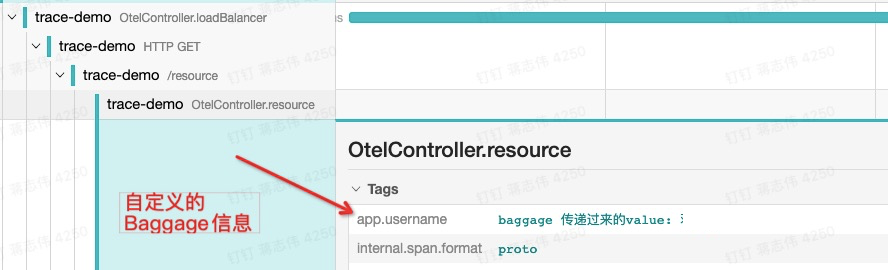 trace-demo OtelController.loadBalancer
trace-demo HTTP GET
trace-demo /resource
trace-demo OtelController.resource
OtelController.resource
Tags
自定义的
Baggage 信息
app.username baggage 传递过来的value:
internal.span.format proto
钉钉 蒋志伟 4250